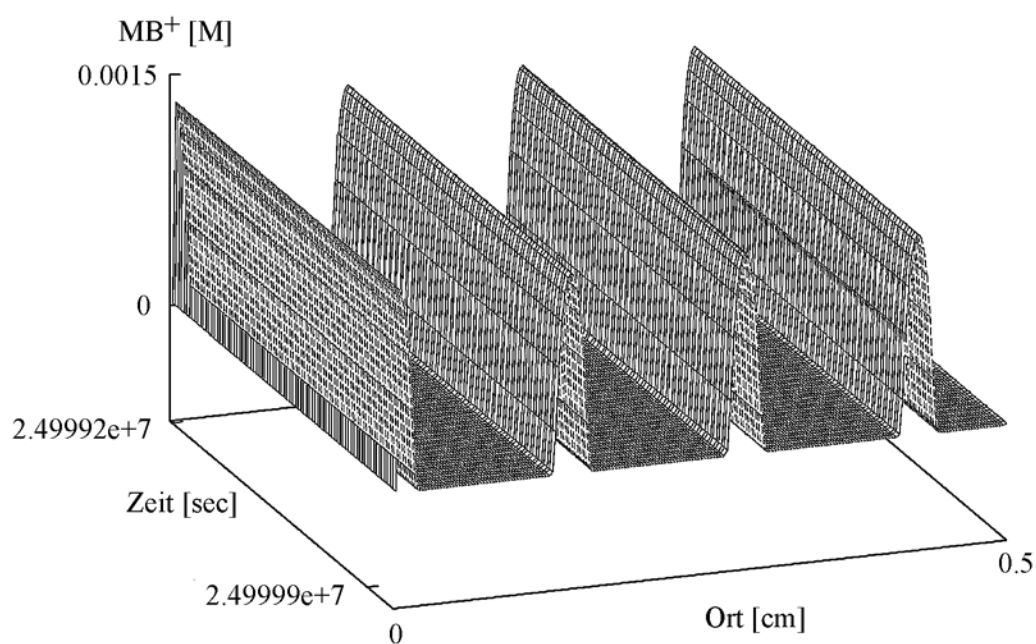 MB+ [M]
0.0015
0
2.49992e+7
Zeit [sec]
2.49999e+7
0
Ort [cm]
0.5